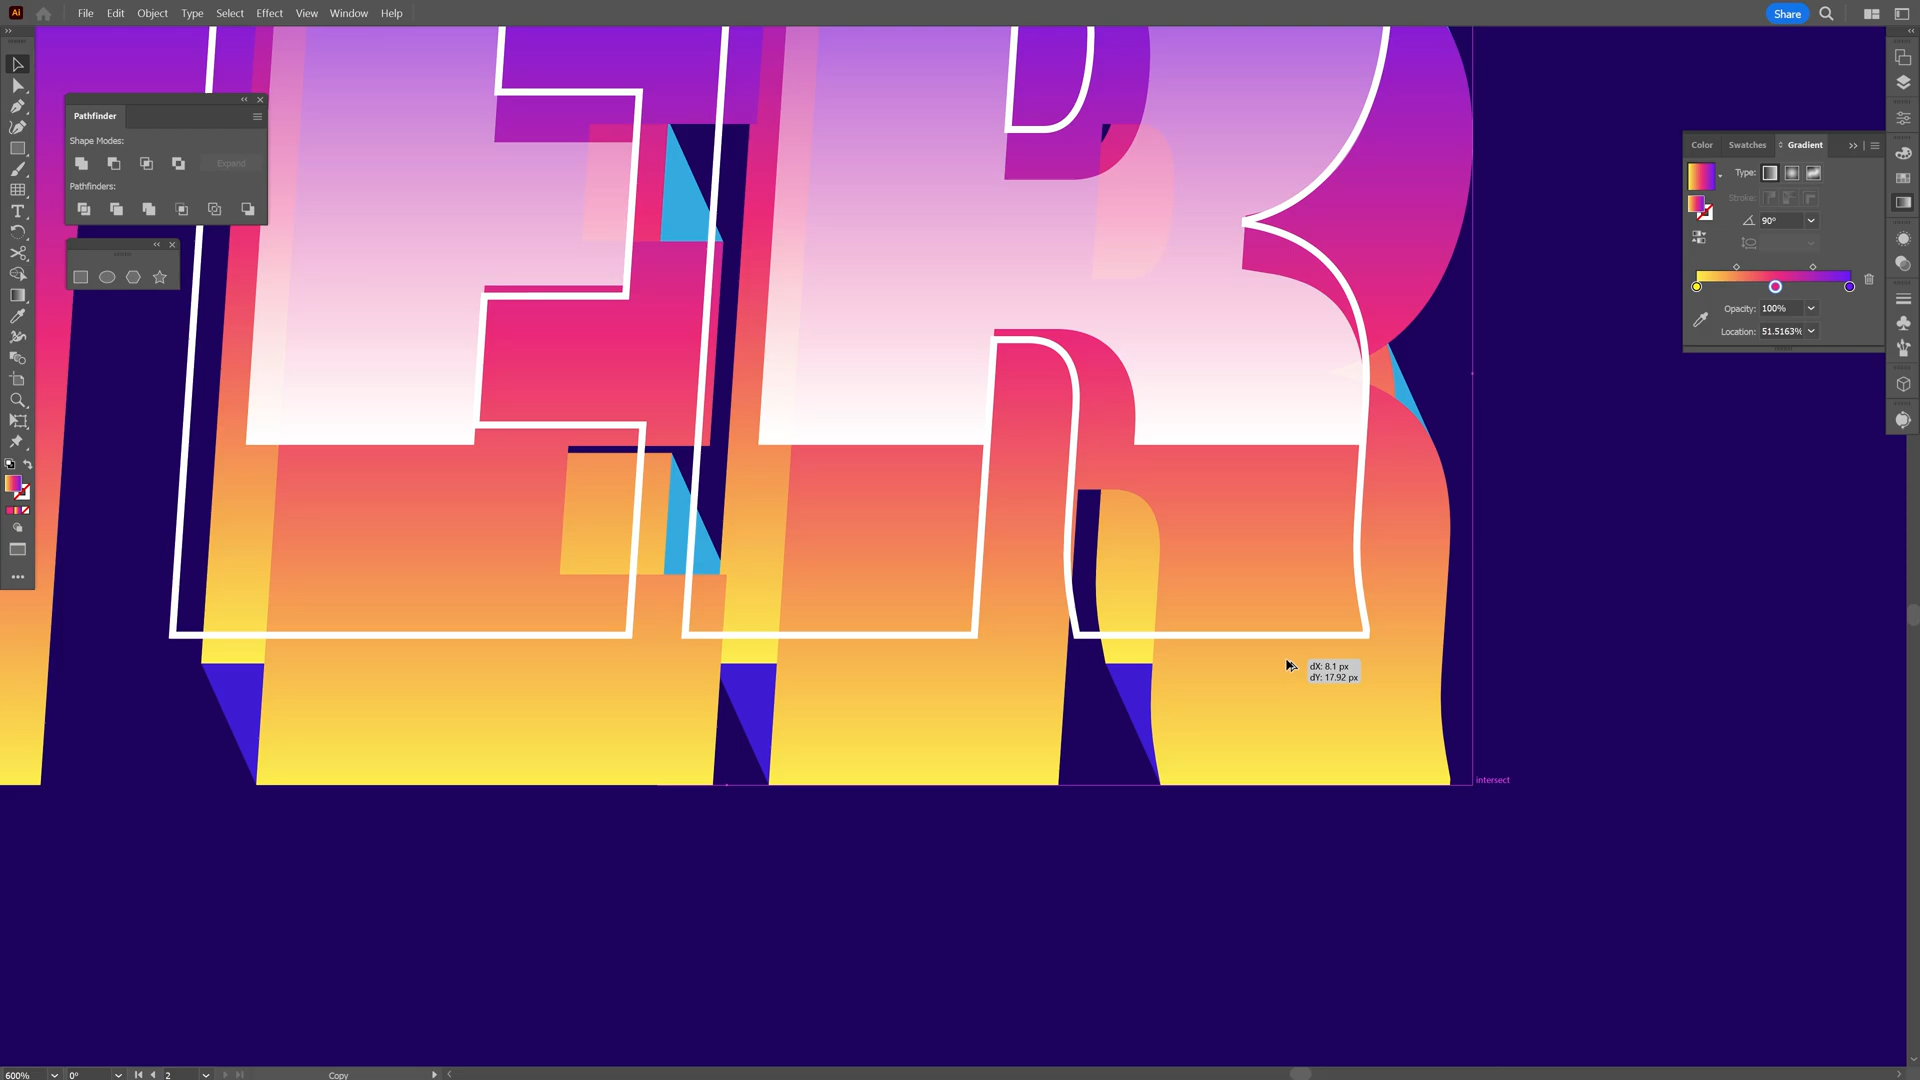 Ai File Edit Object Type Select Effect View Window Help Share
Pathfinder
Shape Modes:
Expand
Pathfinders:
Color Swatches Gradient
Type:
Stroke:
90°
Opacity: 100%
Location: 51.5163%
ER
dX: 8.1 px
dY: 17.92 px
intersect
600% 0° 2 Copy